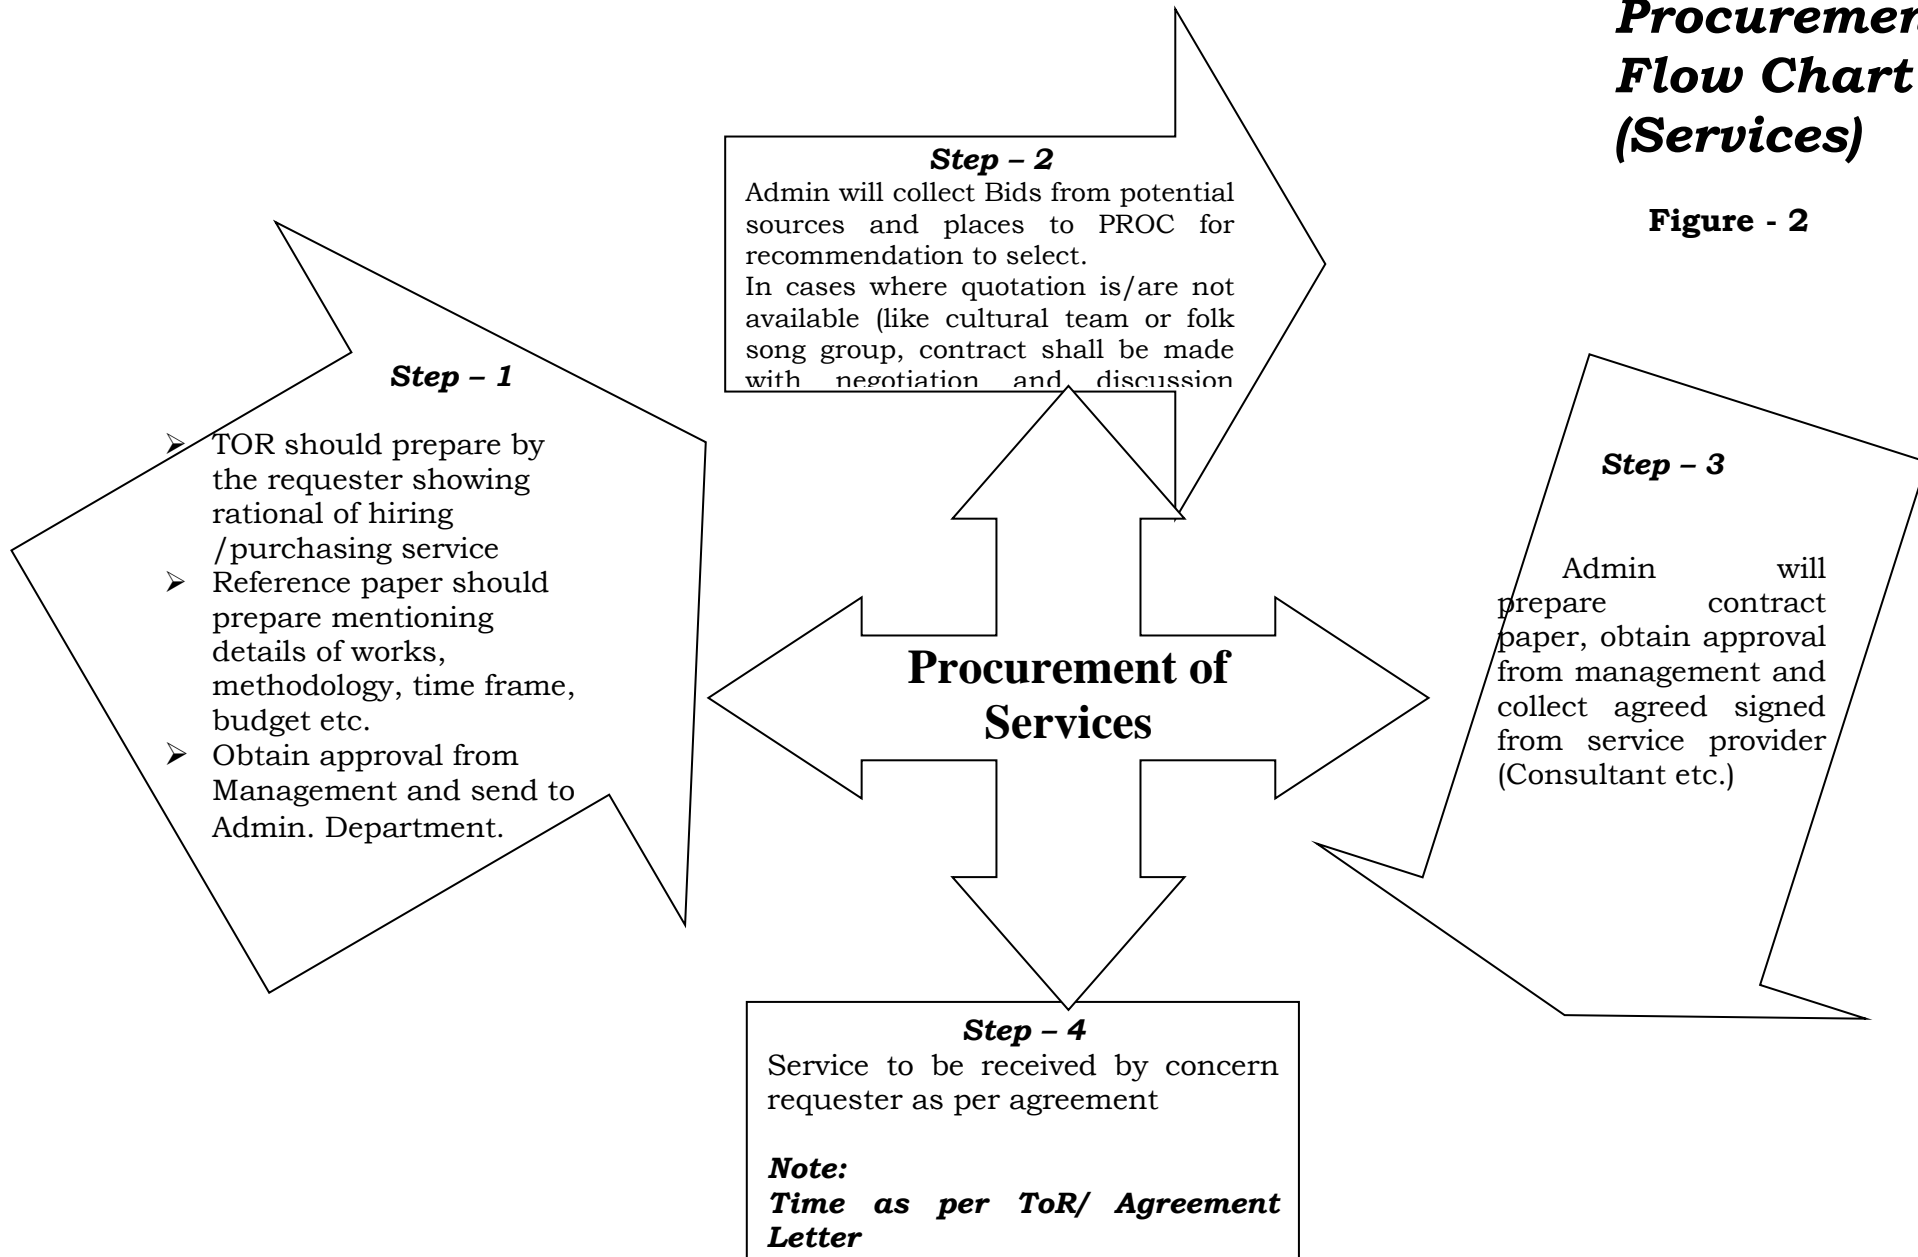 Procuremen
Flow Chart
(Services)
Figure - 2
Step – 1
➢ TOR should prepare by
the requester showing
rational of hiring
/purchasing service
➢ Reference paper should
prepare mentioning
details of works,
methodology, time frame,
budget etc.
➢ Obtain approval from
Management and send to
Admin. Department.
Step – 2
Admin will collect Bids from potential
sources and places to PROC for
recommendation to select.
In cases where quotation is/are not
available (like cultural team or folk
song group, contract shall be made
with negotiation and discussion
Procurement of
Services
Step – 3
Admin will
prepare contract
paper, obtain approval
from management and
collect agreed signed
from service provider
(Consultant etc.)
Step – 4
Service to be received by concern
requester as per agreement
Note:
Time as per ToR/ Agreement
Letter